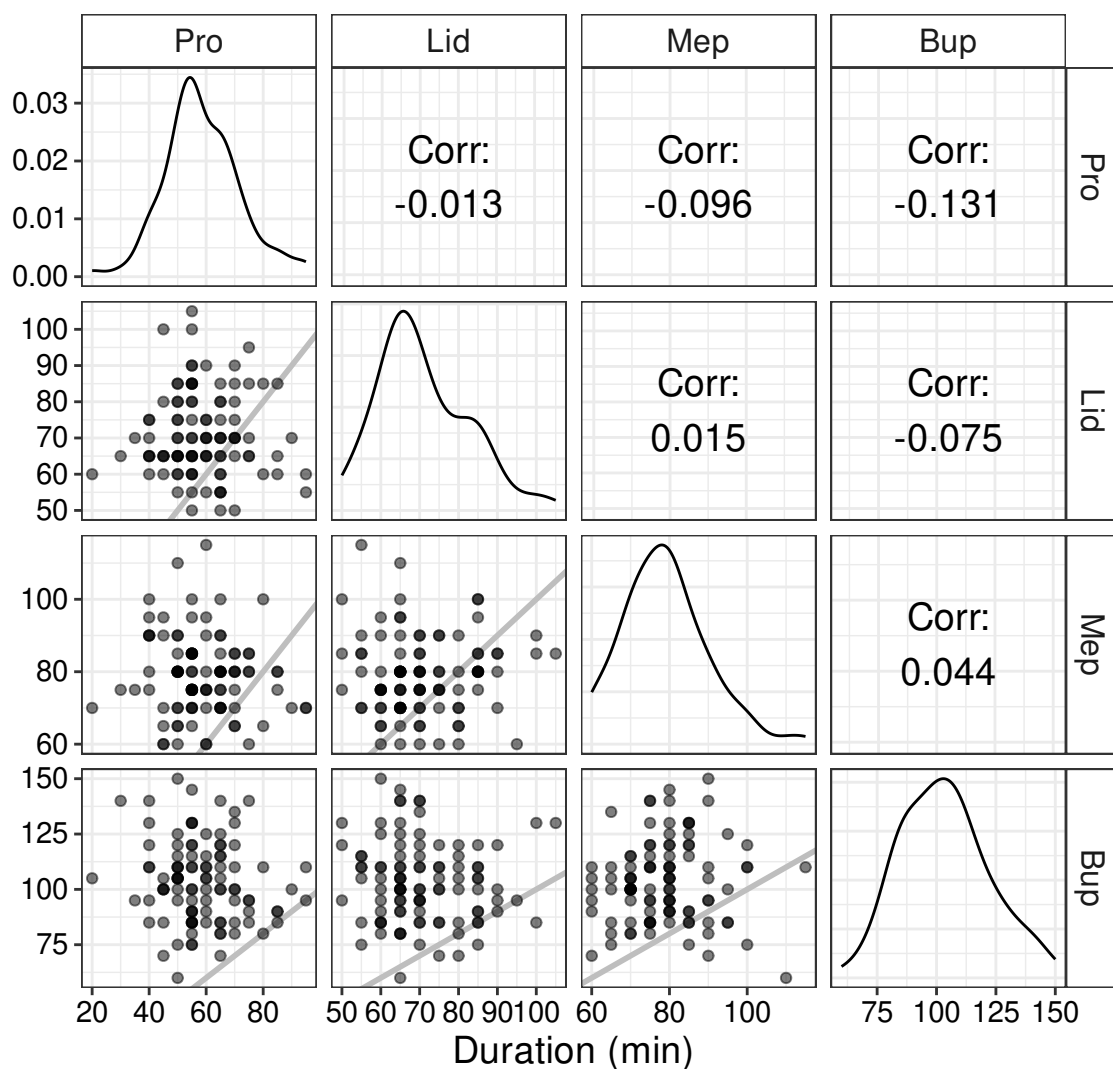 Pro Lid Mep Bup
0.03
0.02
0.01
0.00
Corr:
-0.013
Corr:
-0.096
Corr:
-0.131
Pro
100
90
80
70
60
50
Corr:
0.015
Corr:
-0.075
Lid
100
80
60
Corr:
0.044
Mep
150
125
100
75
Bup
20 40 60 80 50 60 70 80 90 100 60 80 100 75 100 125 150
Duration (min)